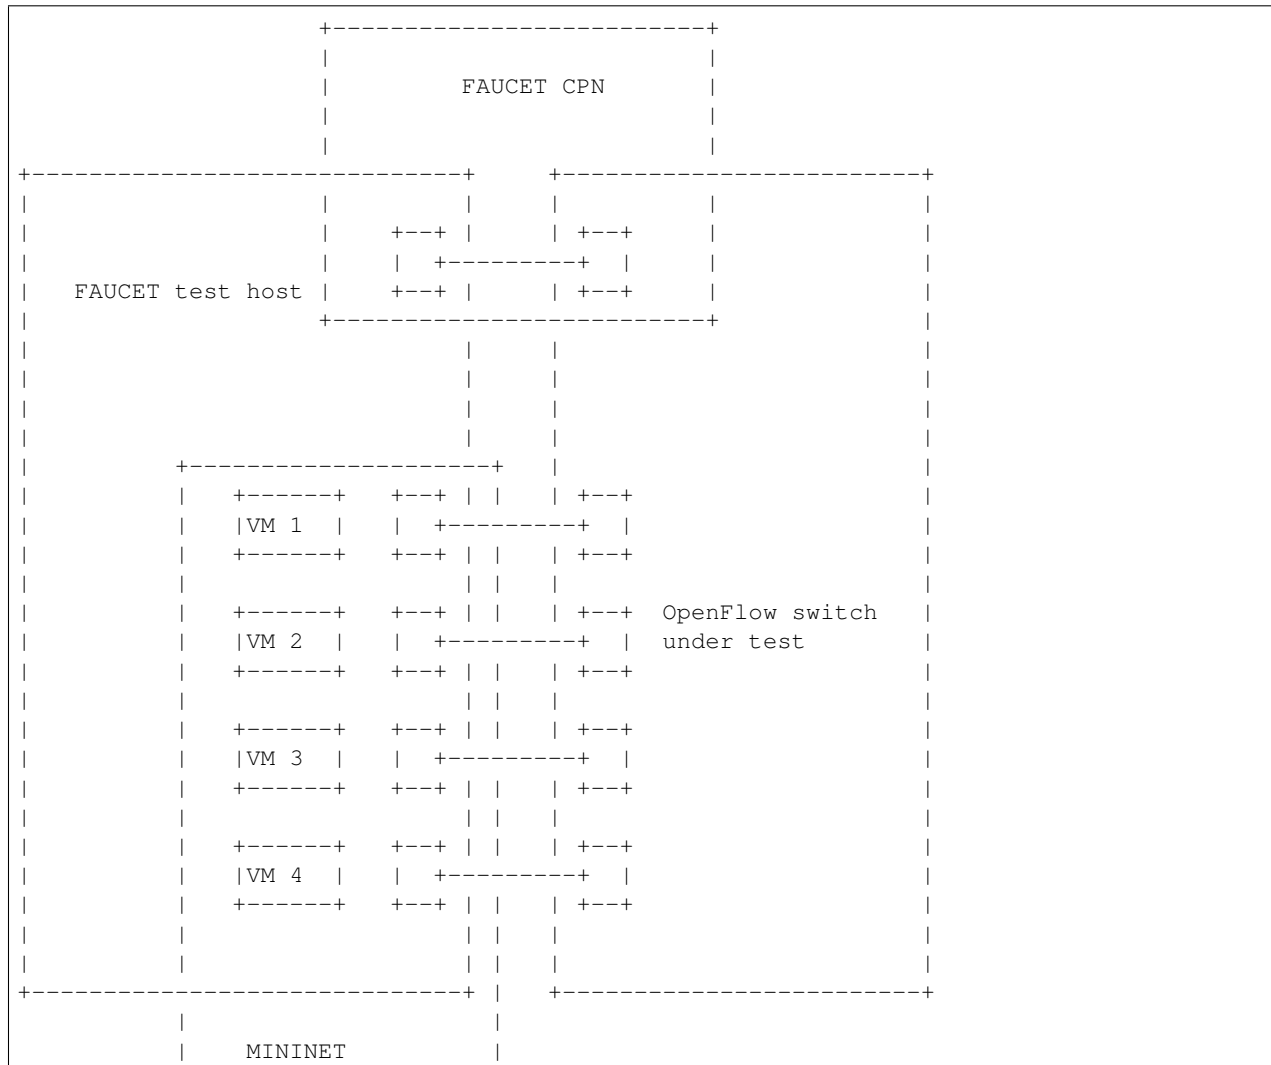 FAUCET CPN
FAUCET test host
VM 1
VM 2
OpenFlow switch
under test
VM 3
VM 4
MININET